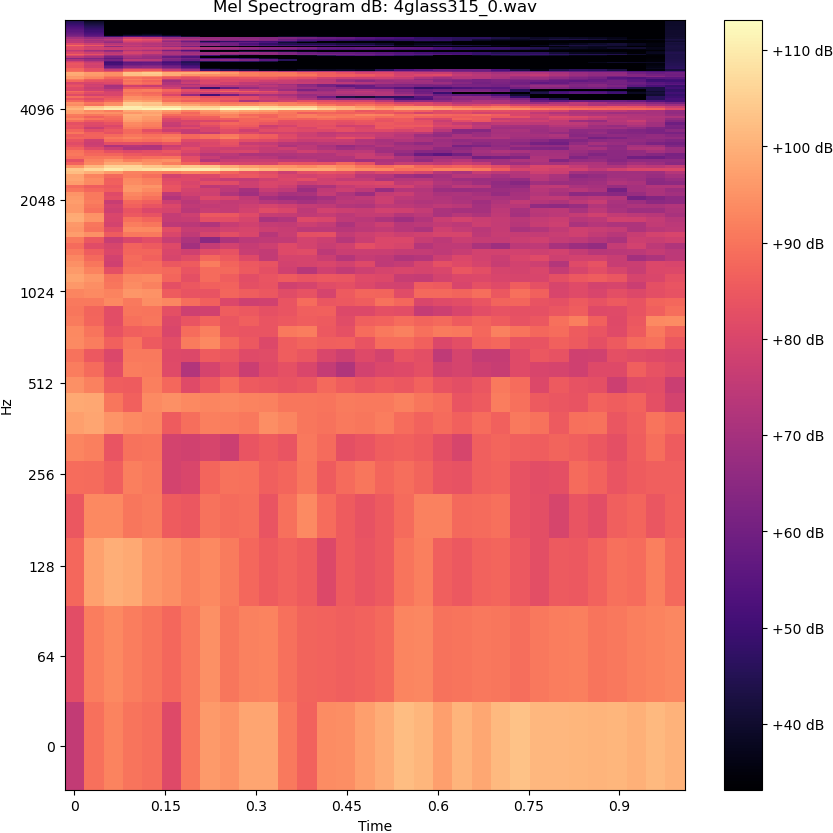 Mel Spectrogram dB: 4glass315_0.wav
4096
2048
1024
512
256
128
64
0
Hz
0
0.15
0.3
0.45
0.6
0.75
0.9
Time
+110 dB
+100 dB
+90 dB
+80 dB
+70 dB
+60 dB
+50 dB
+40 dB